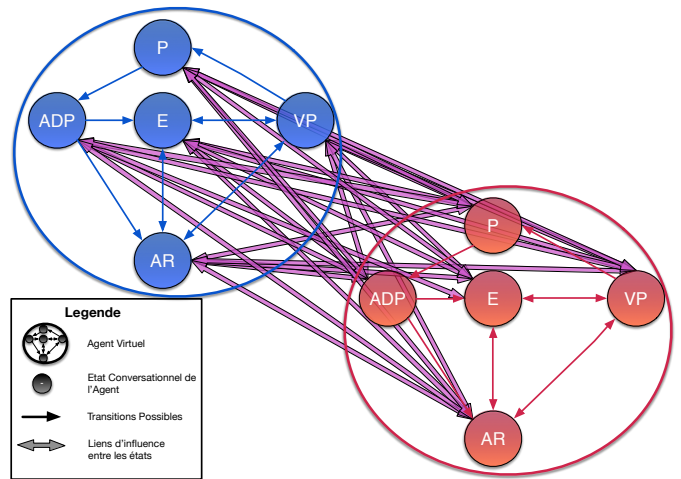 P
ADP
E
VP
AR
P
ADP
E
VP
AR
Legende
Agent Virtuel
Etat Conversationnel de
l'Agent
Transitions Possibles
Liens d'influence
entre les états